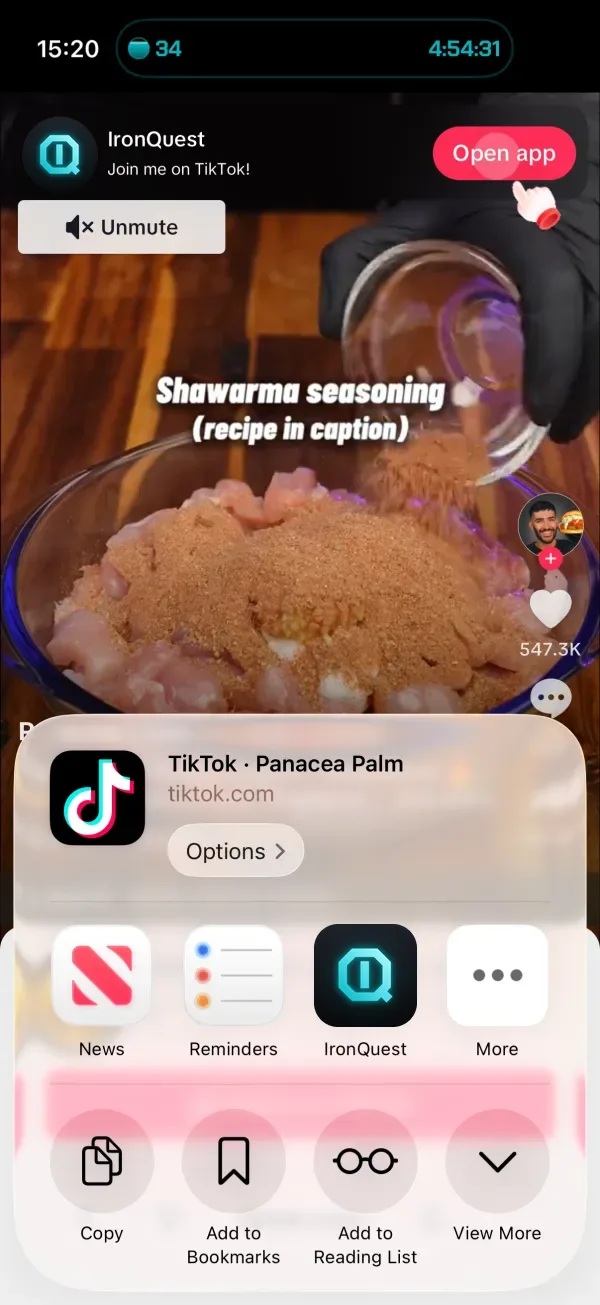 15:20
34
4:54:31
IronQuest
Join me on TikTok!
Open app
Unmute
Shawarma seasoning
(recipe in caption)
547.3K
TikTok · Panacea Palm
tiktok.com
Options
News
Reminders
IronQuest
More
Copy
Add to
Bookmarks
Add to
Reading List
View More